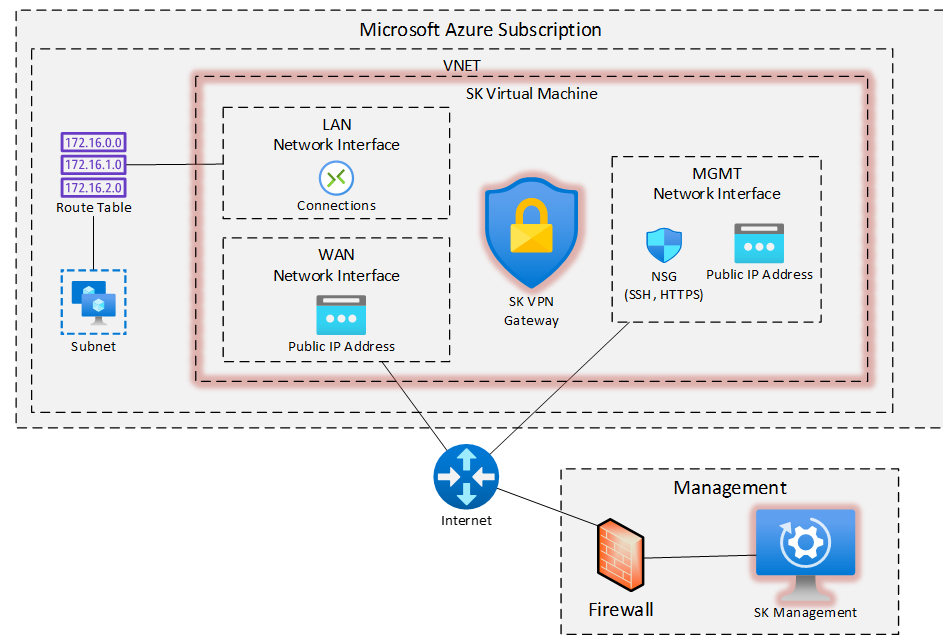 Microsoft Azure Subscription
VNET
SK Virtual Machine
LAN
Network Interface
Connections
172.16.0.0
172.16.1.0
172.16.2.0
Route Table
Subnet
WAN
Network Interface
Public IP Address
SK VPN
Gateway
MGMT
Network Interface
NSG
(SSH, HTTPS)
Public IP Address
Internet
Management
Firewall
SK Management